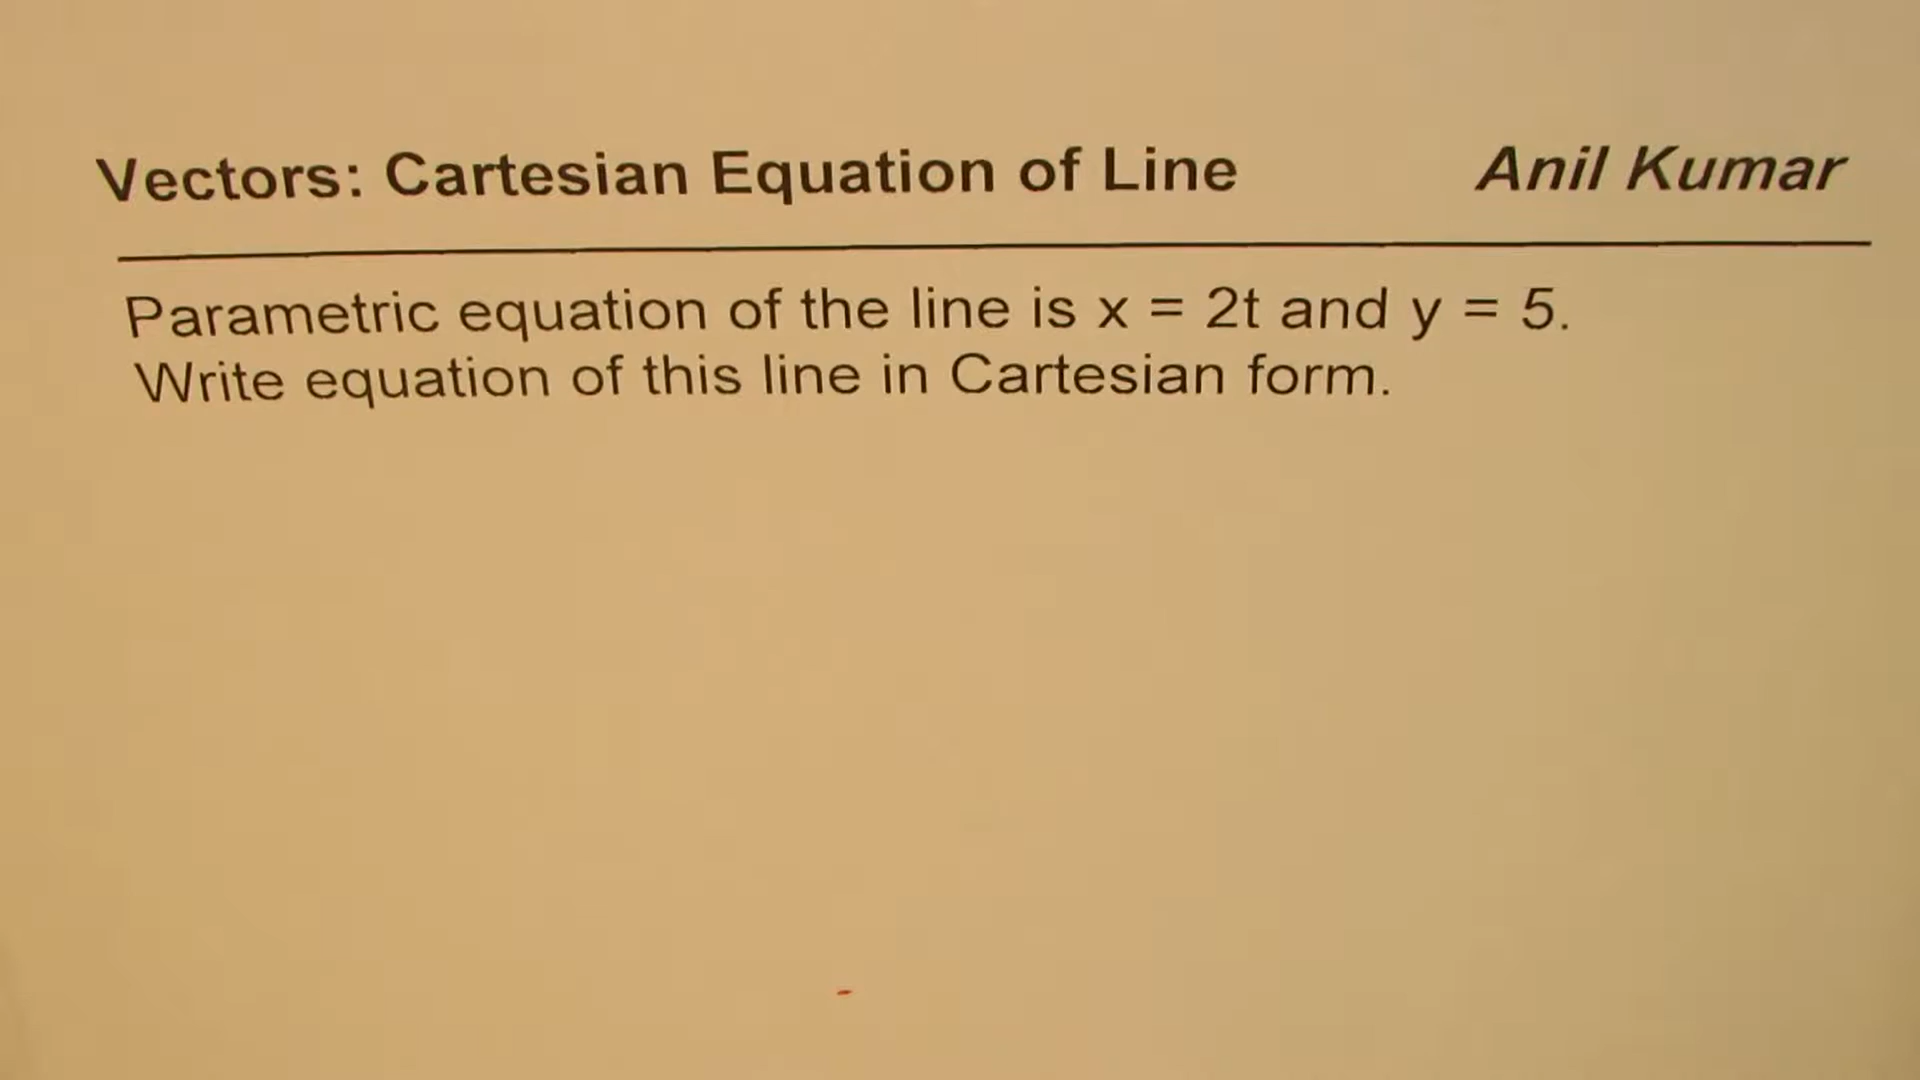 Vectors: Cartesian Equation of Line Anil Kumar
Parametric equation of the line is x = 2t and y = 5.
Write equation of this line in Cartesian form.